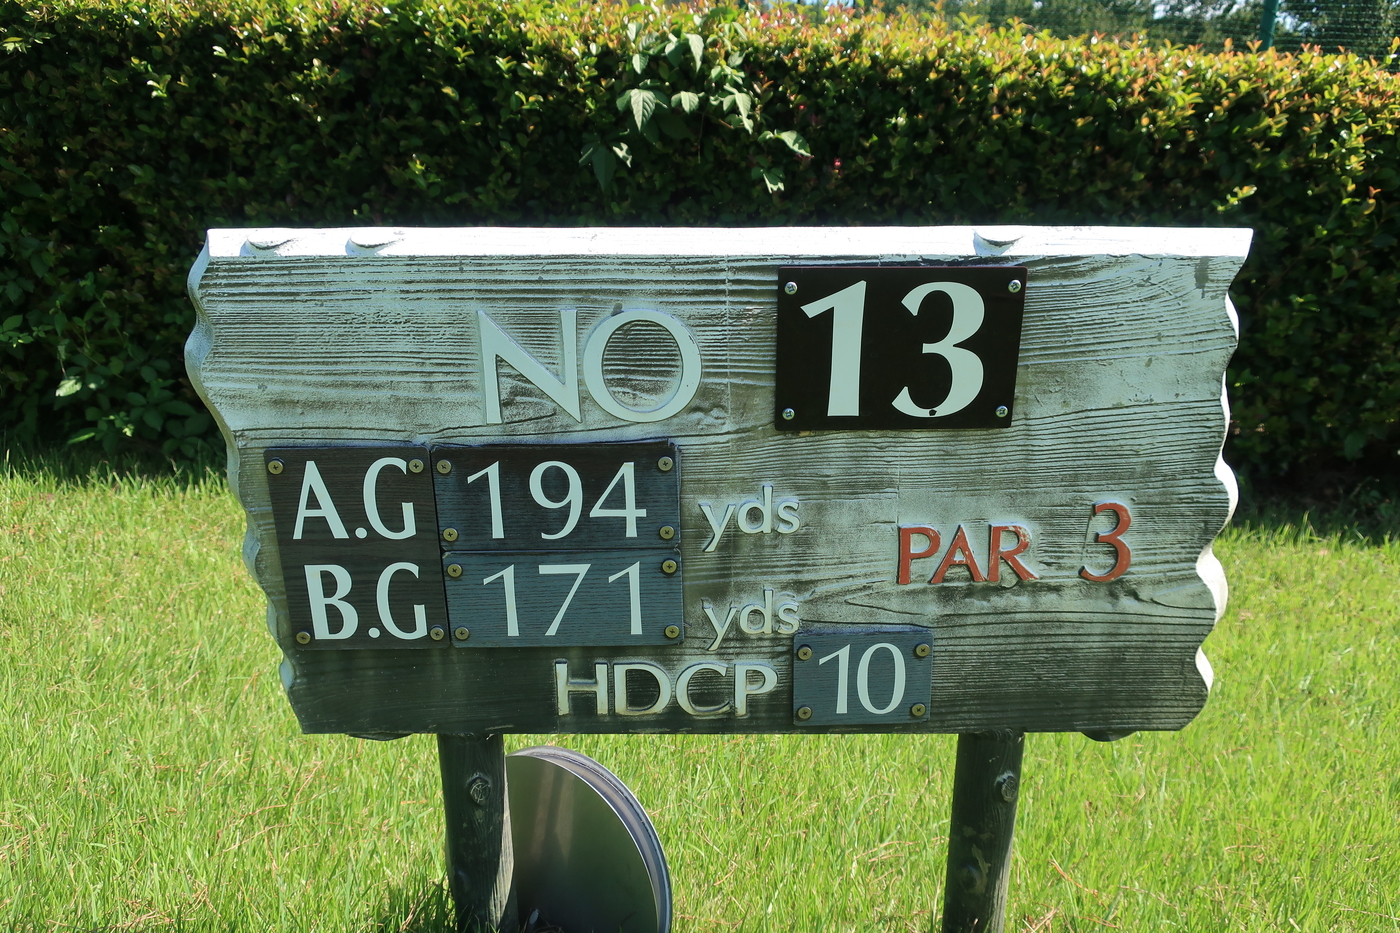 NO 13
A.G 194 yds
B.G 171 yds
PAR 3
HDCP 10